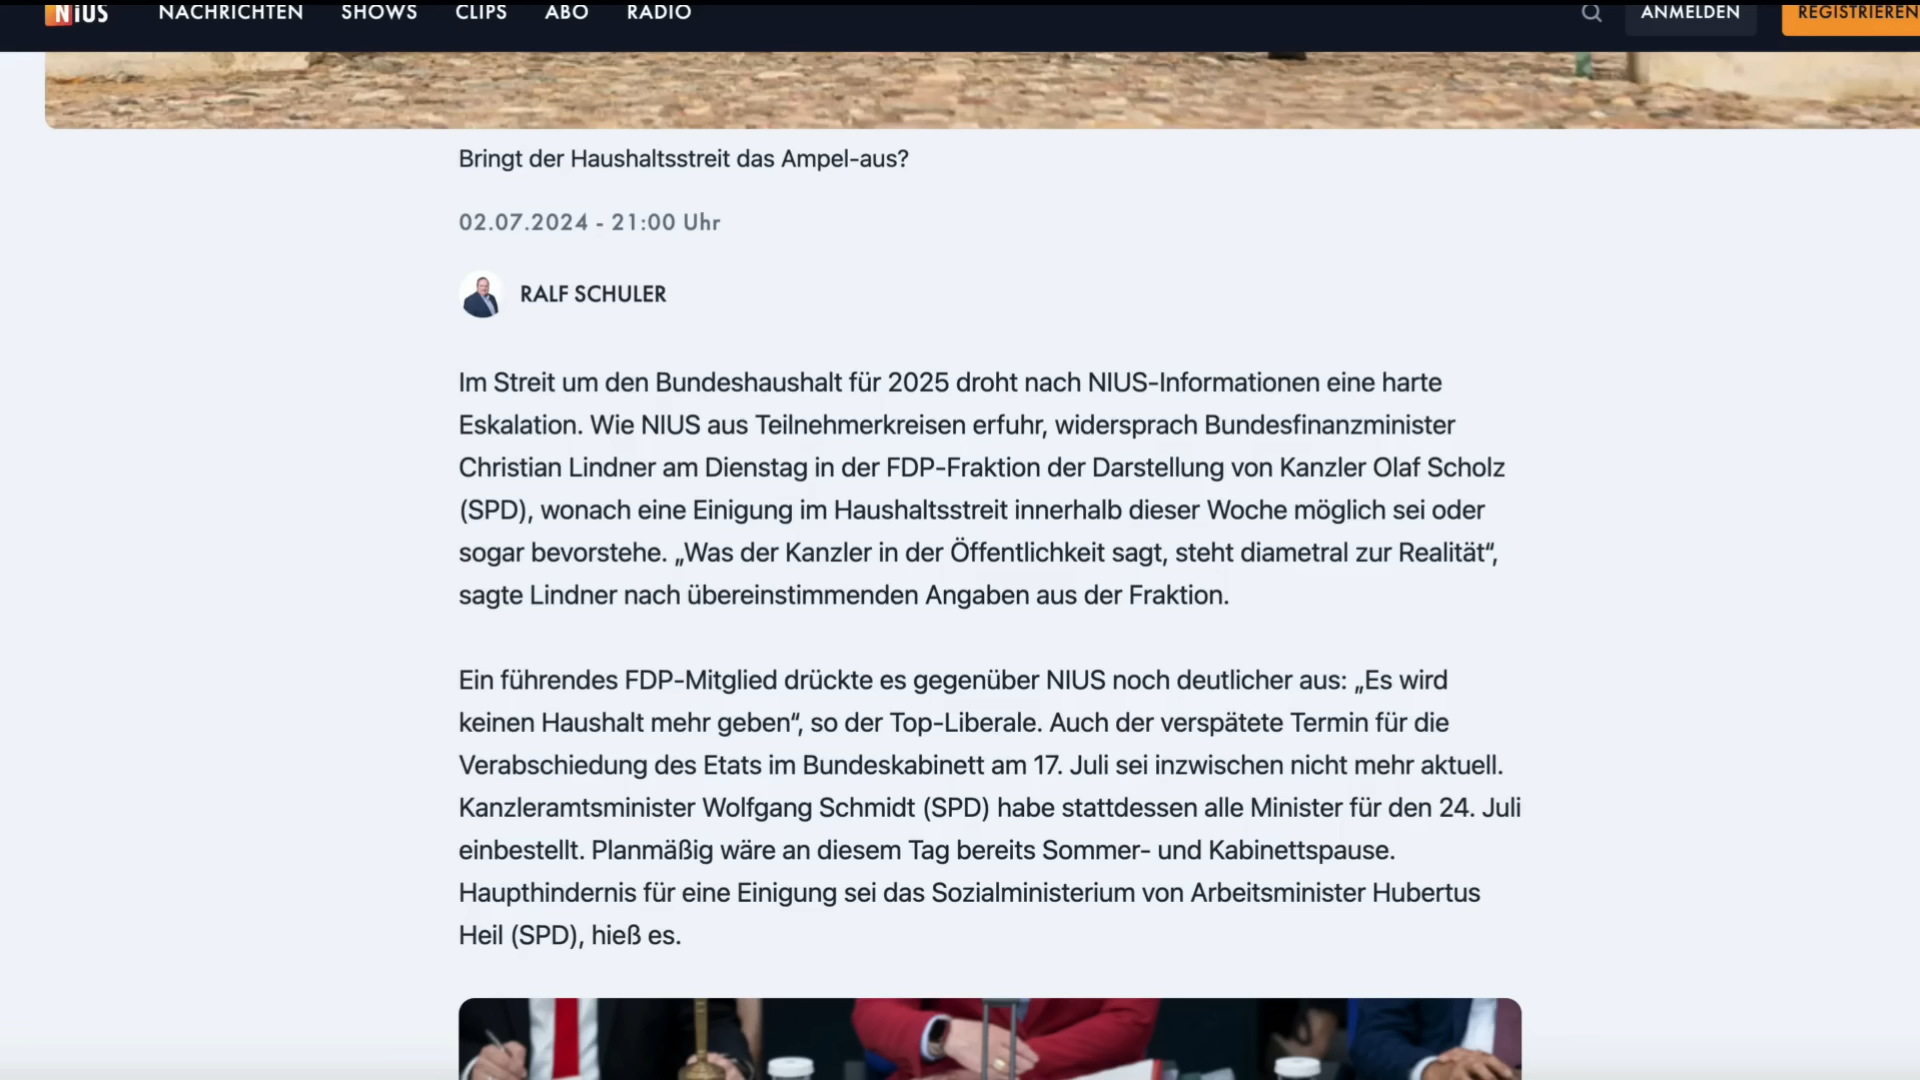 NiUS NACHRICHTEN SHOWS CLIPS ABO RADIO ANMELDEN REGISTRIEREN
Bringt der Haushaltsstreit das Ampel-aus?
02.07.2024 - 21:00 Uhr
RALF SCHULER
Im Streit um den Bundeshaushalt für 2025 droht nach NIUS-Informationen eine harte
Eskalation. Wie NIUS aus Teilnehmerkreisen erfuhr, widersprach Bundesfinanzminister
Christian Lindner am Dienstag in der FDP-Fraktion der Darstellung von Kanzler Olaf Scholz
(SPD), wonach eine Einigung im Haushaltsstreit innerhalb dieser Woche möglich sei oder
sogar bevorstehe. „Was der Kanzler in der Öffentlichkeit sagt, steht diametral zur Realität“,
sagte Lindner nach übereinstimmenden Angaben aus der Fraktion.
Ein führendes FDP-Mitglied drückte es gegenüber NIUS noch deutlicher aus: „Es wird
keinen Haushalt mehr geben“, so der Top-Liberale. Auch der verspätete Termin für die
Verabschiedung des Etats im Bundeskabinett am 17. Juli sei inzwischen nicht mehr aktuell.
Kanzleramtsminister Wolfgang Schmidt (SPD) habe stattdessen alle Minister für den 24. Juli
einbestellt. Planmäßig wäre an diesem Tag bereits Sommer- und Kabinettspause.
Haupthindernis für eine Einigung sei das Sozialministerium von Arbeitsminister Hubertus
Heil (SPD), hieß es.